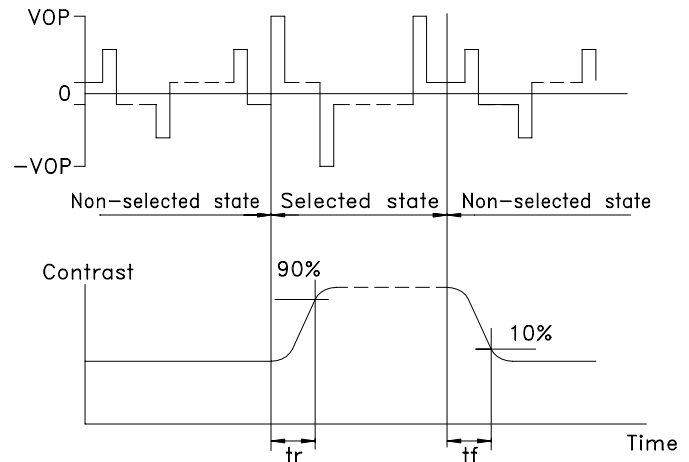 VOP
0
-VOP
Non-selected state
Selected state
Non-selected state
Contrast
90%
10%
Time
tr
tf